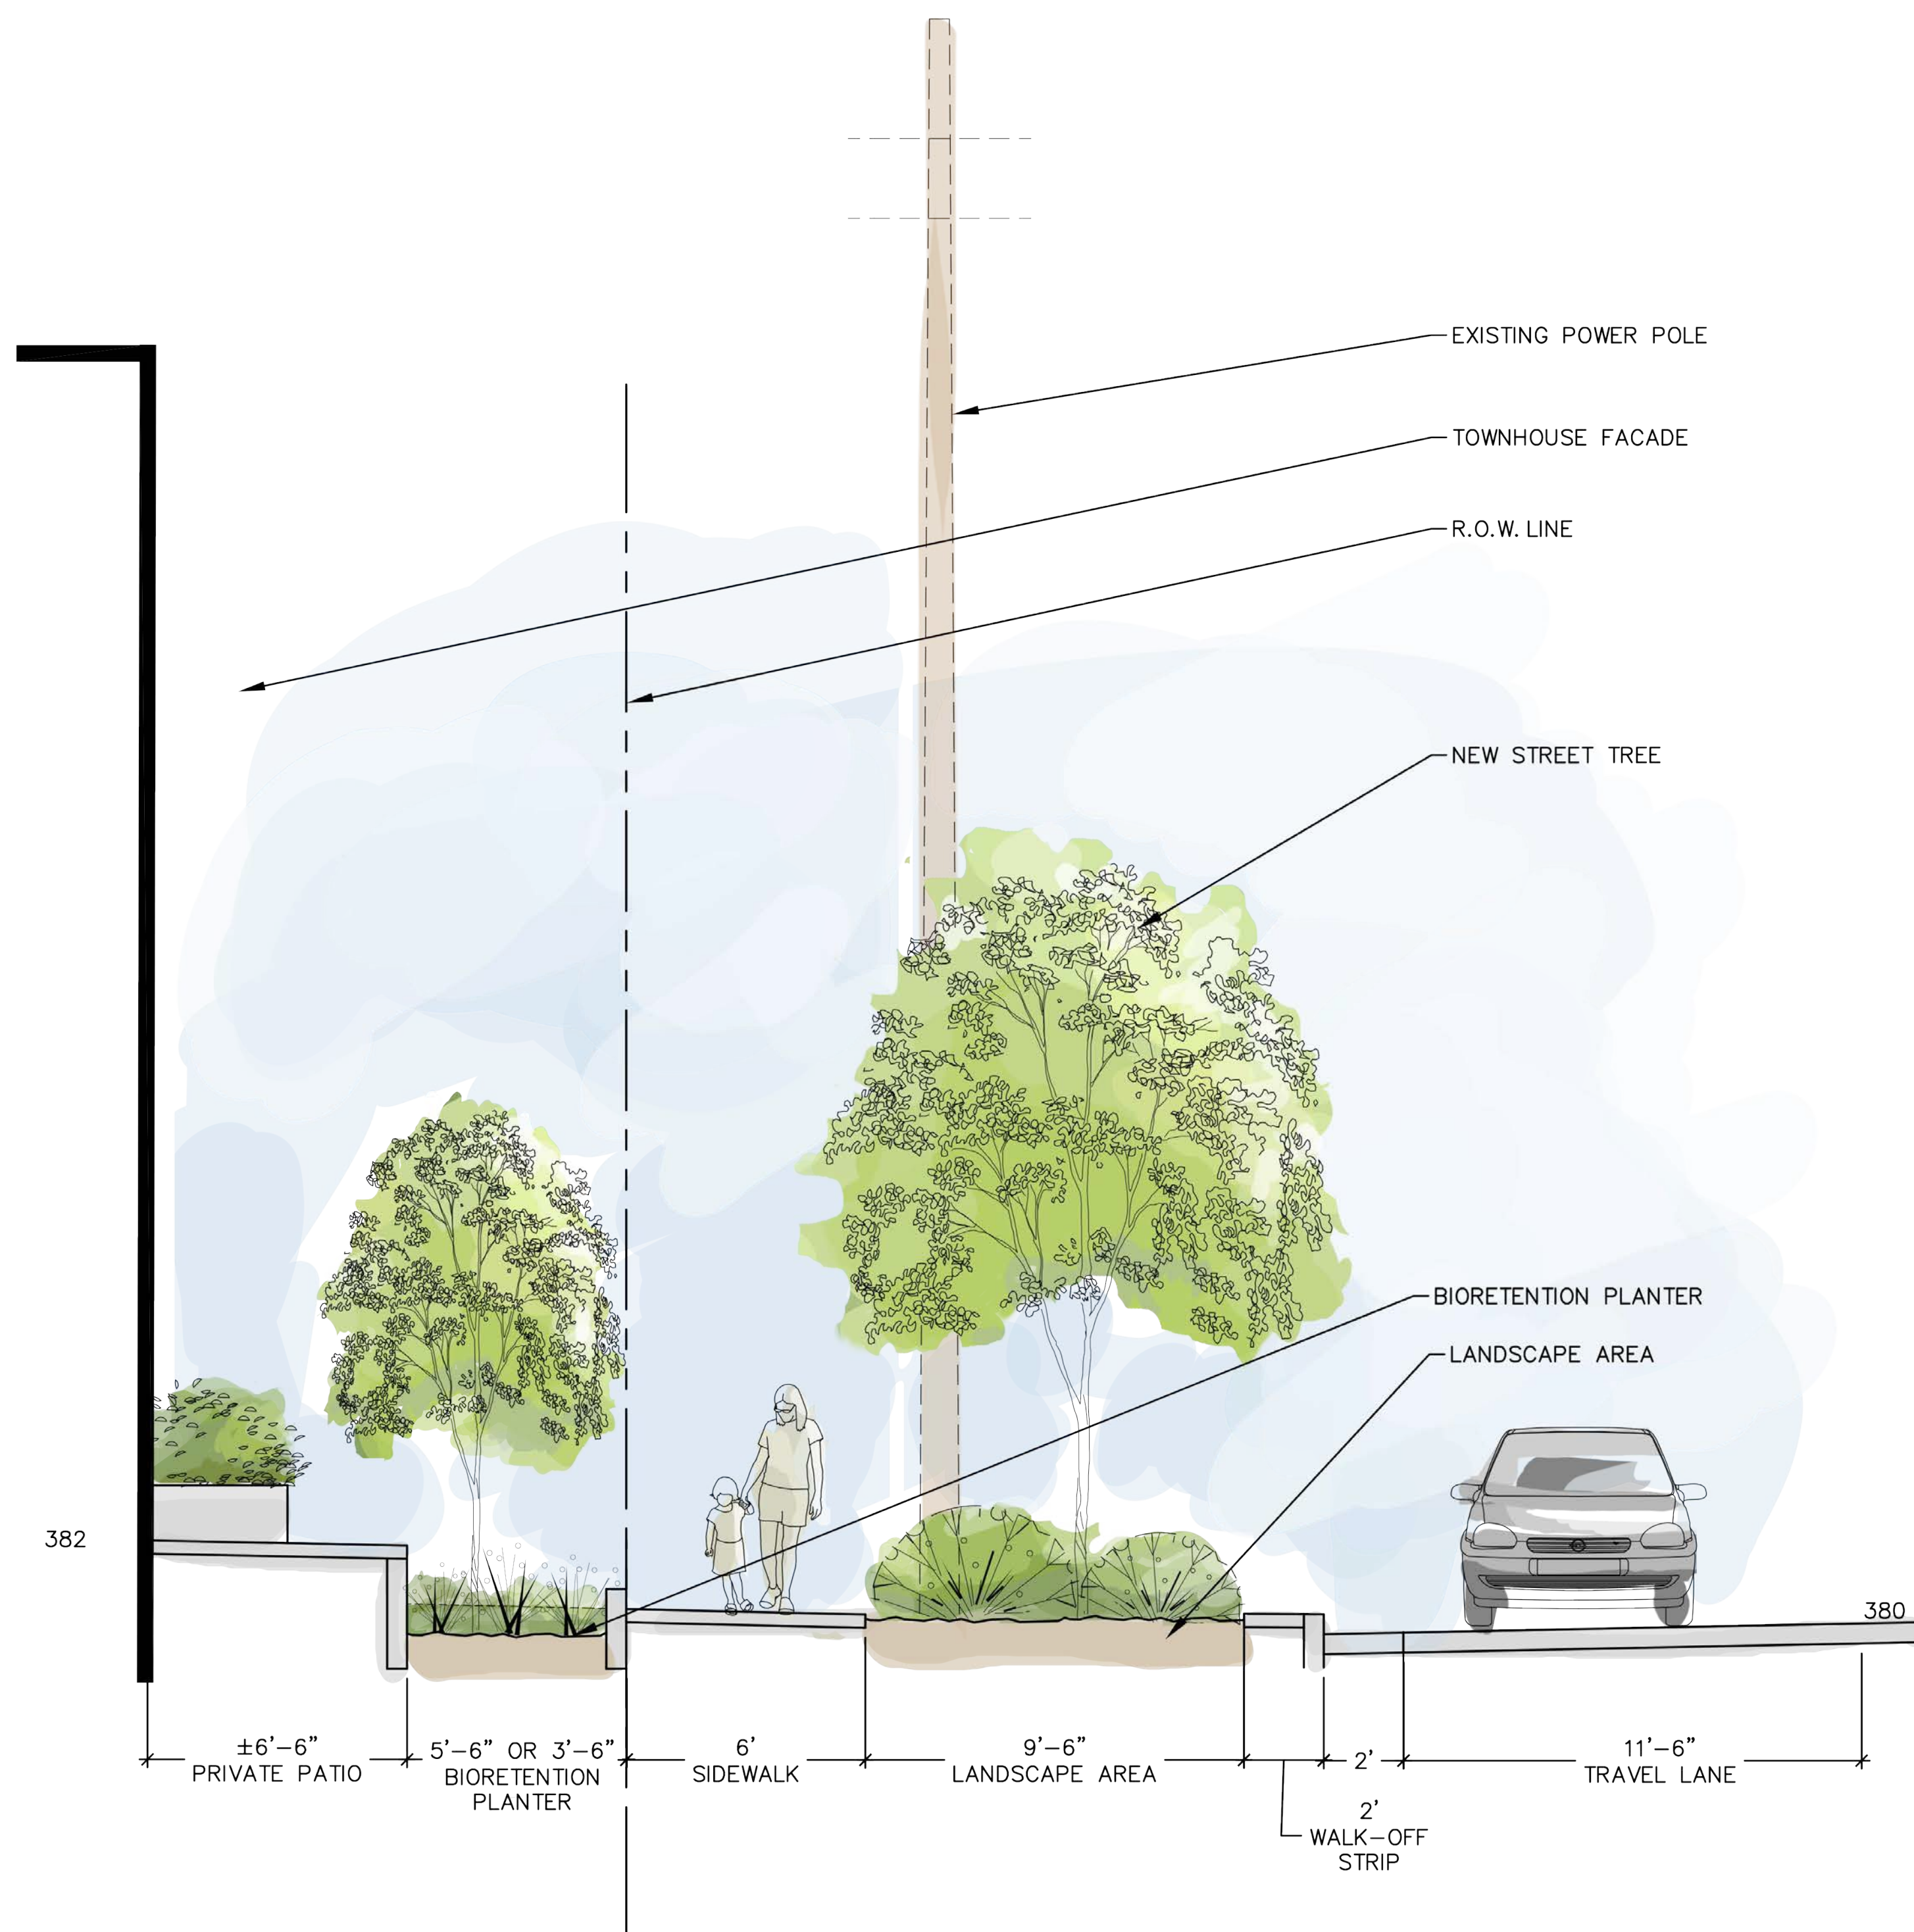 EXISTING POWER POLE
TOWNHOUSE FACADE
R.O.W. LINE
NEW STREET TREE
BIORETENTION PLANTER
LANDSCAPE AREA
382
380
±6'-6"
PRIVATE PATIO
5'-6" OR 3'-6"
BIORETENTION
PLANTER
6'
SIDEWALK
9'-6"
LANDSCAPE AREA
2'
WALK-OFF
STRIP
2'
11'-6"
TRAVEL LANE